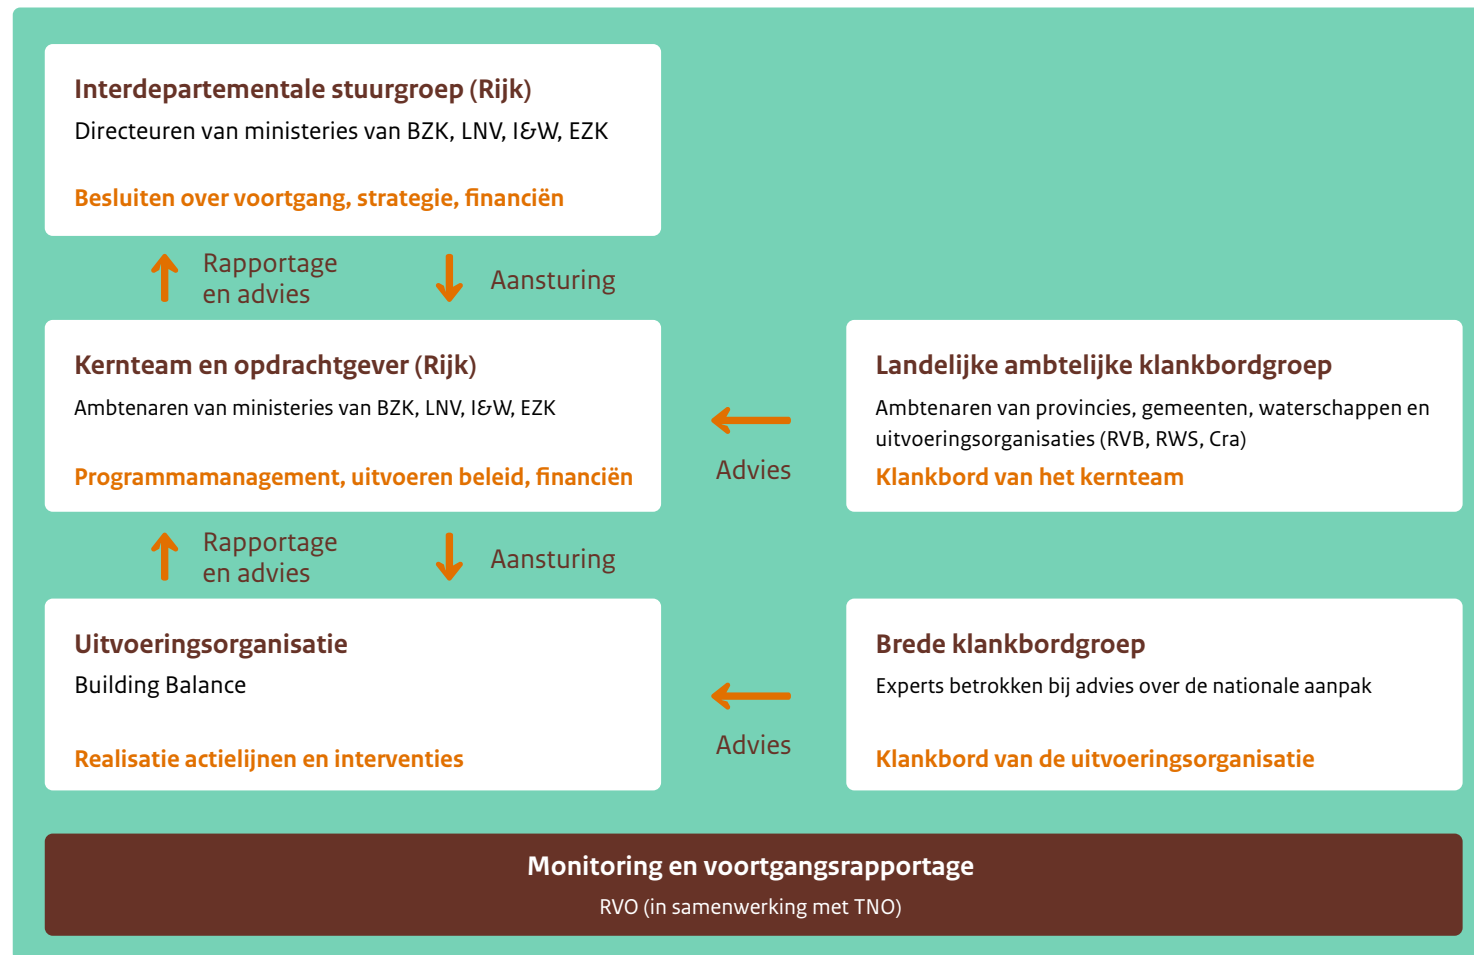 Interdepartementale stuurgroep (Rijk)
Directeuren van ministeries van BZK, LNV, I&W, EZK
Besluiten over voortgang, strategie, financiën
Rapportage
en advies
Aansturing
Kernteam en opdrachtgever (Rijk)
Ambtenaren van ministeries van BZK, LNV, I&W, EZK
Programmamanagement, uitvoeren beleid, financiën
Advies
Landelijke ambtelijke klankbordgroep
Ambtenaren van provincies, gemeenten, waterschappen en
uitvoeringsorganisaties (RVB, RWS, Cra)
Klankbord van het kernteam
Rapportage
en advies
Aansturing
Uitvoeringsorganisatie
Building Balance
Realisatie actielijnen en interventies
Advies
Brede klankbordgroep
Experts betrokken bij advies over de nationale aanpak
Klankbord van de uitvoeringsorganisatie
Monitoring en voortgangsrapportage
RVO (in samenwerking met TNO)